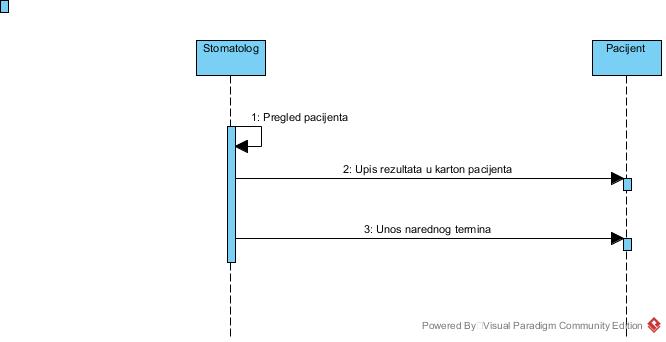 Stomatolog
Pacijent
1: Pregled pacijenta
2: Upis rezultata u karton pacijenta
3: Unos narednog termina
Powered By Visual Paradigm Community Edition